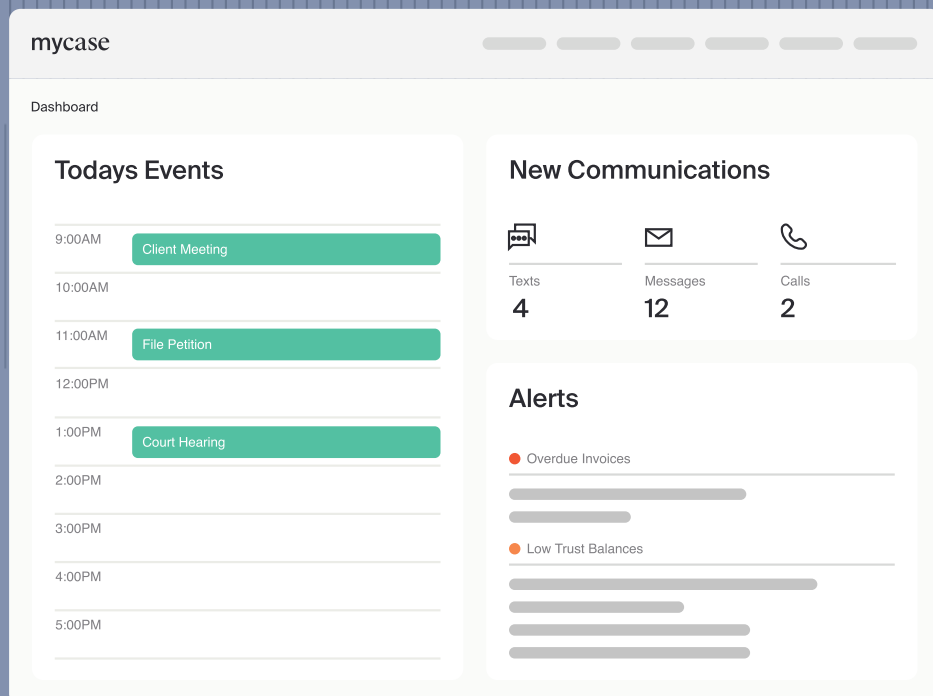 mycase
Dashboard
Todays Events
9:00AM Client Meeting
10:00AM
11:00AM File Petition
12:00PM
1:00PM Court Hearing
2:00PM
3:00PM
4:00PM
5:00PM
New Communications
Texts Messages Calls
4 12 2
Alerts
Overdue Invoices
Low Trust Balances